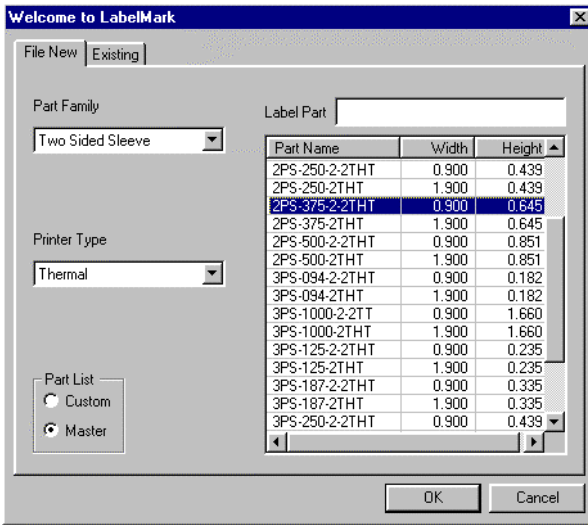 Welcome to LabelMark
File New Existing
Part Family
Two Sided Sleeve
Printer Type
Thermal
Part List
Custom
Master
Label Part
Part Name Width Height
2PS-250-2-2THT 0.900 0.439
2PS-250-2THT 1.900 0.439
2PS-375-2-2THT 0.900 0.645
2PS-375-2THT 1.900 0.645
2PS-500-2-2THT 0.900 0.851
2PS-500-2THT 1.900 0.851
3PS-094-2-2THT 0.900 0.182
3PS-094-2THT 1.900 0.182
3PS-1000-2-2TT 0.900 1.660
3PS-1000-2THT 1.900 1.660
3PS-125-2-2THT 0.900 0.235
3PS-125-2THT 1.900 0.235
3PS-187-2-2THT 0.900 0.335
3PS-187-2THT 1.900 0.335
3PS-250-2-2THT 0.900 0.439
OK Cancel